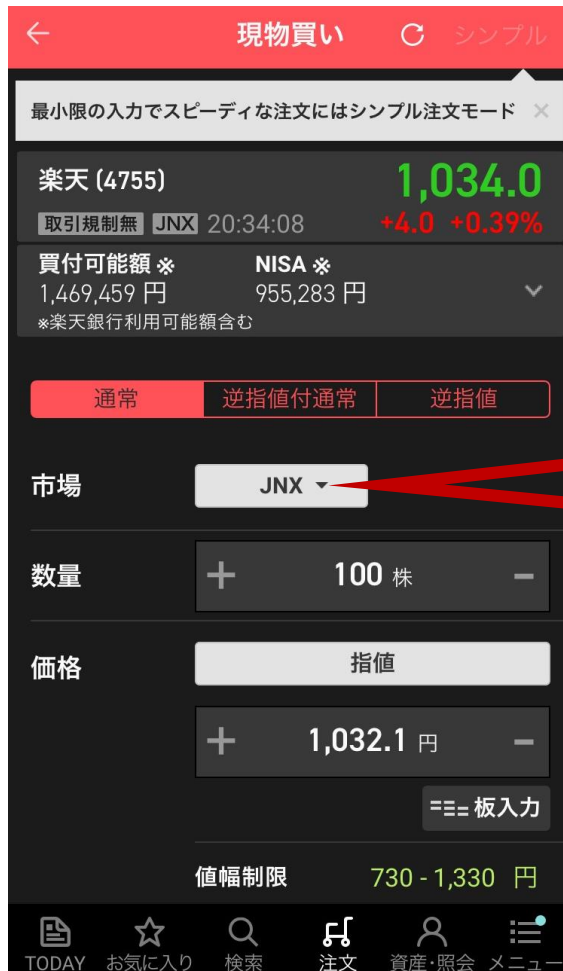 現物買い シンプル
最小限の入力でスピーディな注文にはシンプル注文モード ×
楽天 (4755) 1,034.0
取引規制無 JNX 20:34:08 +4.0 +0.39%
買付可能額 ※ NISA ※
1,469,459 円 955,283 円
※楽天銀行利用可能額含む
通常 逆指値付通常 逆指値
市場 JNX
数量 + 100 株 −
価格 指値
+ 1,032.1 円 −
板入力
値幅制限 730 - 1,330 円
TODAY お気に入り 検索 注文 資産・照会 メニュー